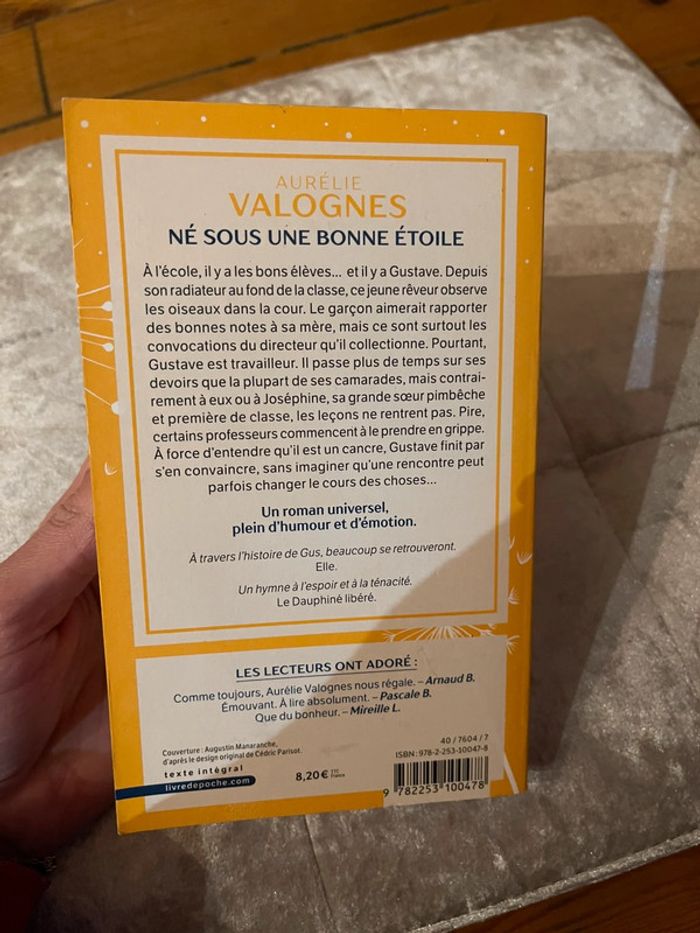 AURÉLIE
VALOGNES
NÉ SOUS UNE BONNE ÉTOILE
À l'école, il y a les bons élèves... et il y a Gustave. Depuis
son radiateur au fond de la classe, ce jeune rêveur observe
les oiseaux dans la cour. Le garçon aimerait rapporter
des bonnes notes à sa mère, mais ce sont surtout les
convocations du directeur qu'il collectionne. Pourtant,
Gustave est travailleur. Il passe plus de temps sur ses
devoirs que la plupart de ses camarades, mais contrai-
rement à eux ou à Joséphine, sa grande sœur pimbêche
et première de classe, les leçons ne rentrent pas. Pire,
certains professeurs commencent à le prendre en grippe.
À force d'entendre qu'il est un cancre, Gustave finit par
s'en convaincre, sans imaginer qu'une rencontre peut
parfois changer le cours des choses...
Un roman universel,
plein d'humour et d'émotion.
À travers l'histoire de Gus, beaucoup se retrouveront.
Elle.
Un hymne à l'espoir et à la ténacité.
Le Dauphiné libéré.
LES LECTEURS ONT ADORÉ :
Comme toujours, Aurélie Valognes nous régale. – Arnaud B.
Émouvant. À lire absolument. – Pascale B.
Que du bonheur. – Mireille L.
Couverture : Augustin Manaranche,
d'après le design original de Cédric Parisot.
texte intégral
livredepoche.com
8,20 € TTC France
40 / 7604 / 7
ISBN : 978-2-253-10047-8
9 782253 100478